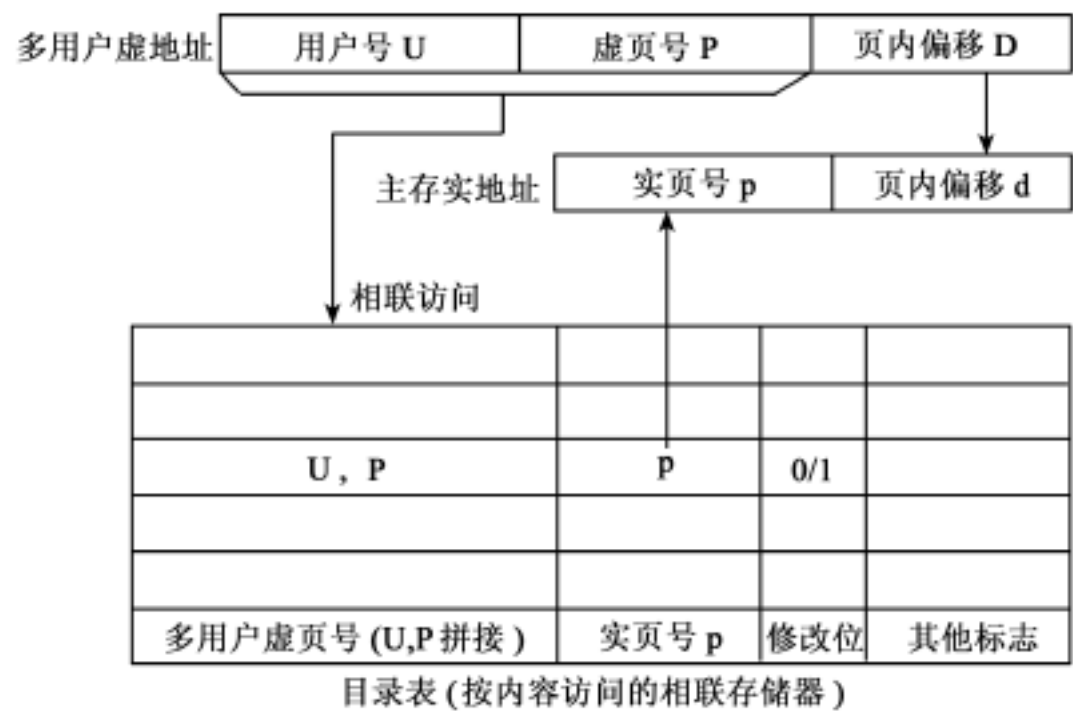 多用户虚地址 用户号 U 虚页号 P 页内偏移 D
主存实地址 实页号 p 页内偏移 d
相联访问
U，P p 0/1
多用户虚页号 (U,P 拼接) 实页号 p 修改位 其他标志
目录表 (按内容访问的相联存储器)